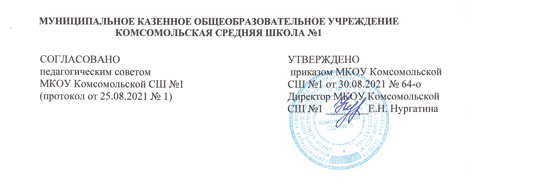 МУНИЦИПАЛЬНОЕ КАЗЕННОЕ ОБЩЕОБРАЗОВАТЕЛЬНОЕ УЧРЕЖДЕНИЕ
КОМСОМОЛЬСКАЯ СРЕДНЯЯ ШКОЛА №1
СОГЛАСОВАНО
педагогическим советом
МКОУ Комсомольской СШ №1
(протокол от 25.08.2021 № 1)
УТВЕРЖДЕНО
приказом МКОУ Комсомольской
СШ №1 от 30.08.2021 № 64-о
Директор МКОУ Комсомольской
СШ №1 ________Е.Н. Нургатина